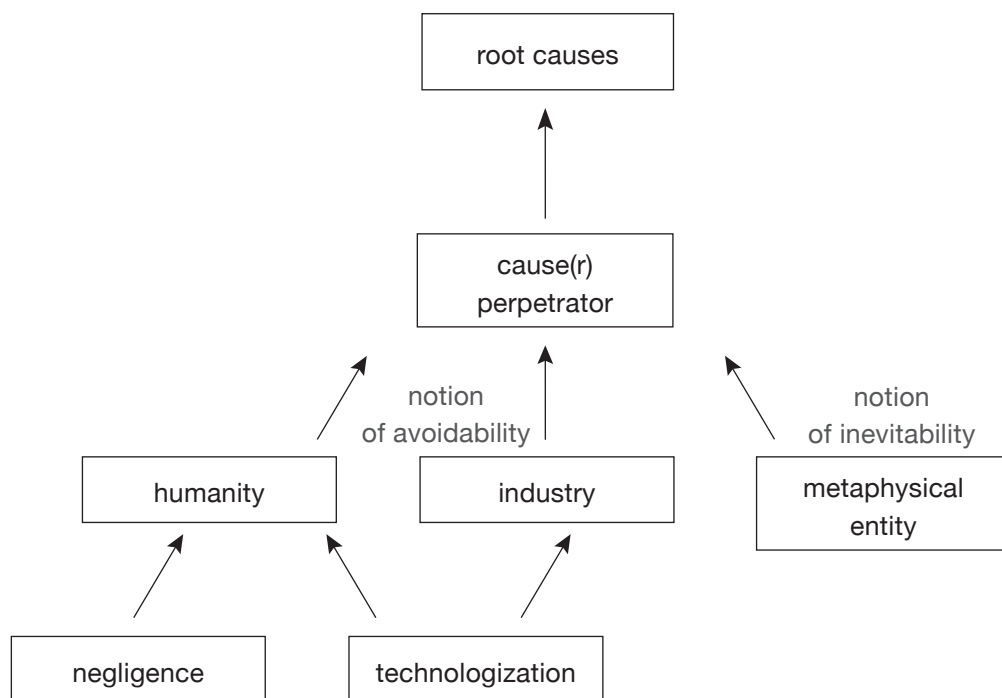 root causes
cause(r)
perpetrator
notion
of avoidability
notion
of inevitability
humanity
industry
metaphysical
entity
negligence
technologization